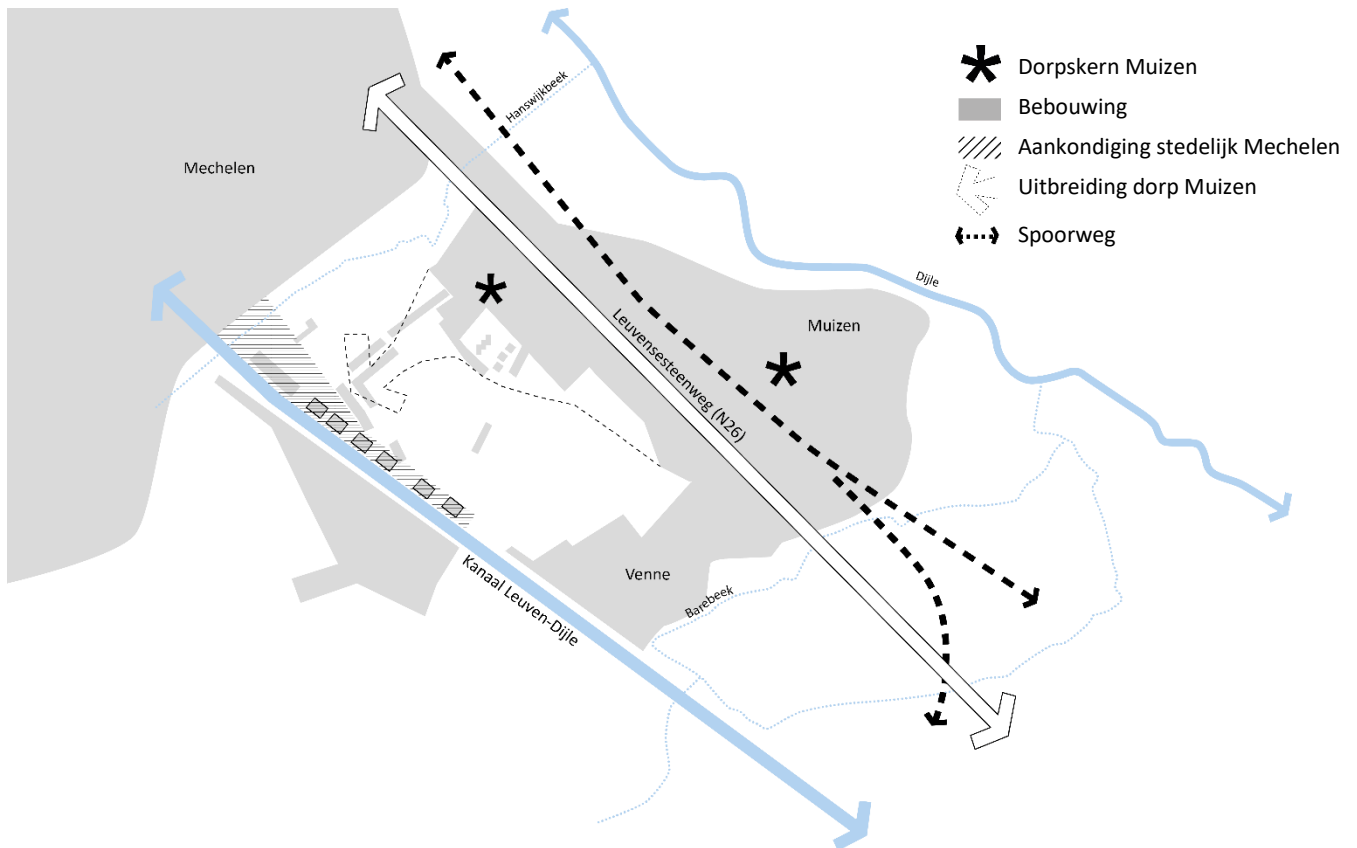 Dorpskern Muizen
Bebouwing
Aankondiging stedelijk Mechelen
Uitbreiding dorp Muizen
Spoorweg
Hanswijkbeek
Mechelen
Dijle
Muizen
Leuvensesteenweg (N26)
Venne
Barebeek
Kanaal Leuven-Dijle